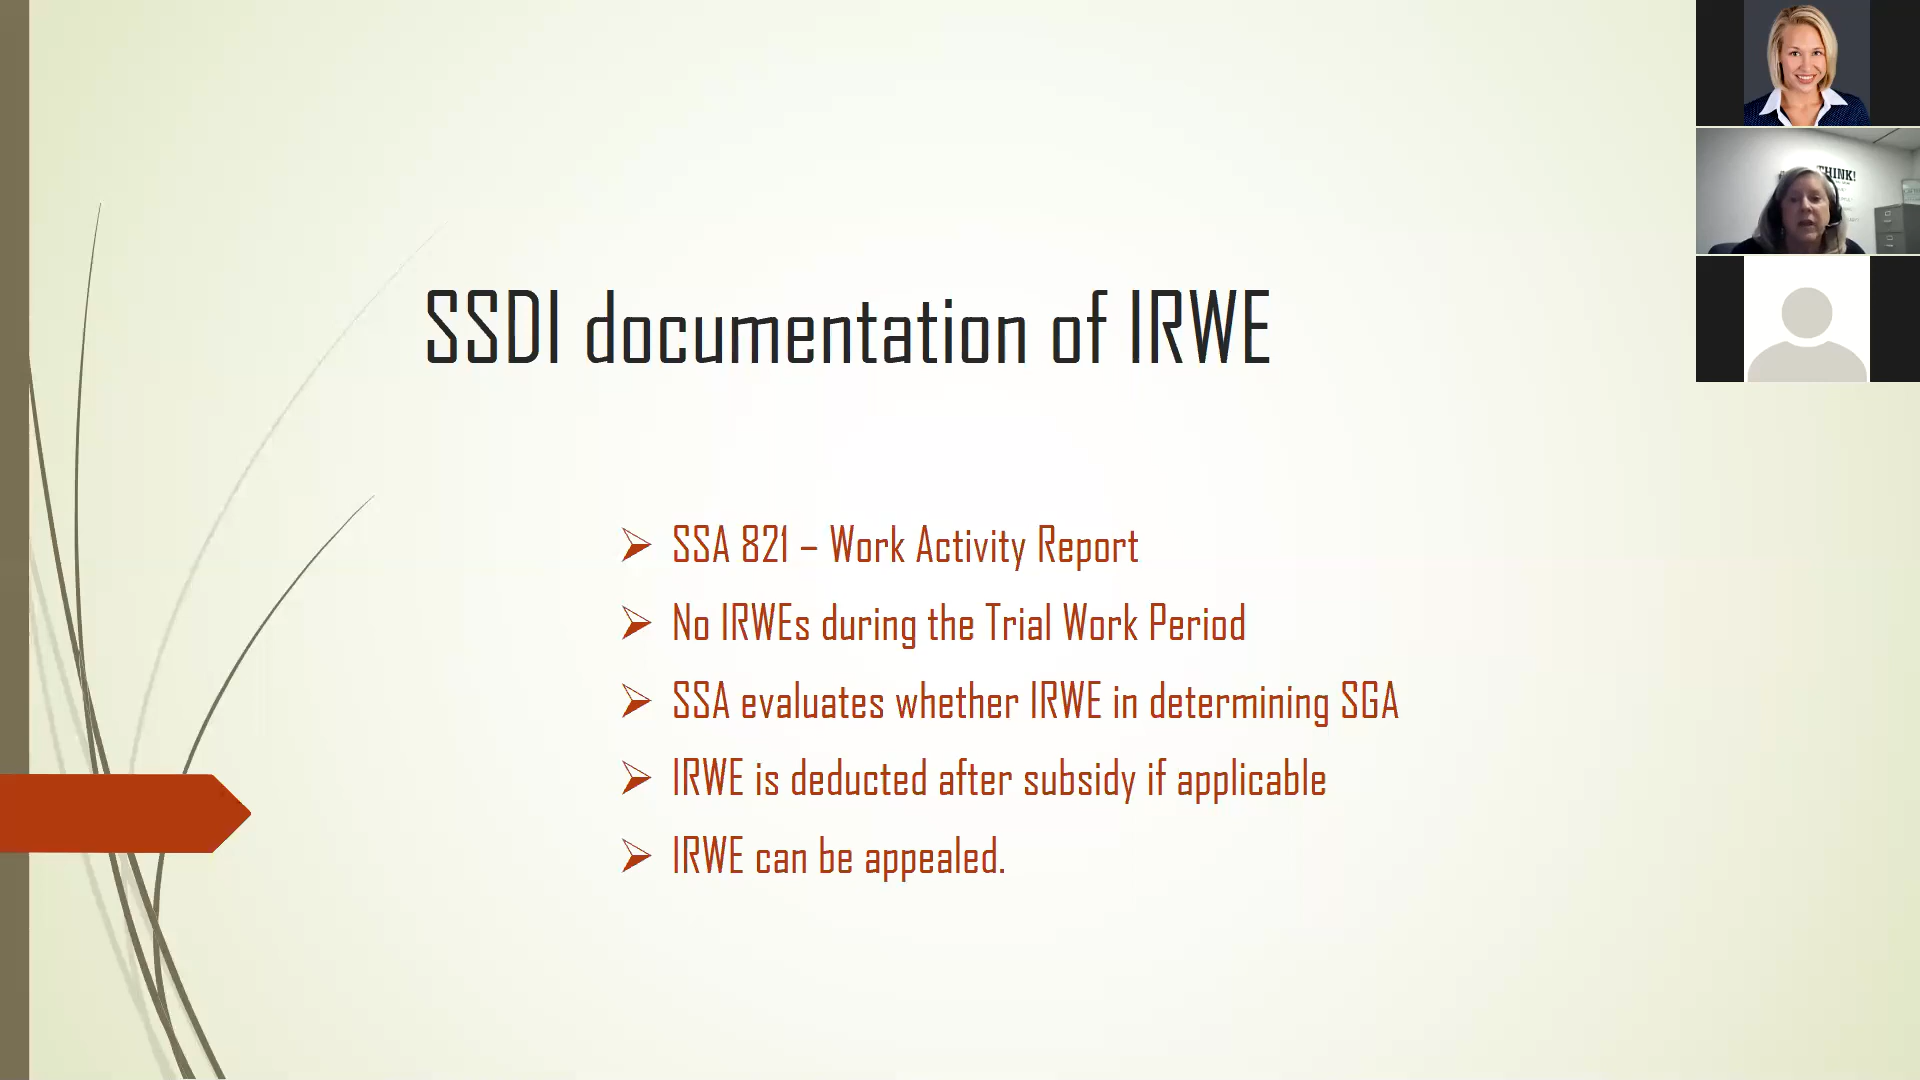 SSDI documentation of IRWE
SSA 821 – Work Activity Report
No IRWEs during the Trial Work Period
SSA evaluates whether IRWE in determining SGA
IRWE is deducted after subsidy if applicable
IRWE can be appealed.
THINK!